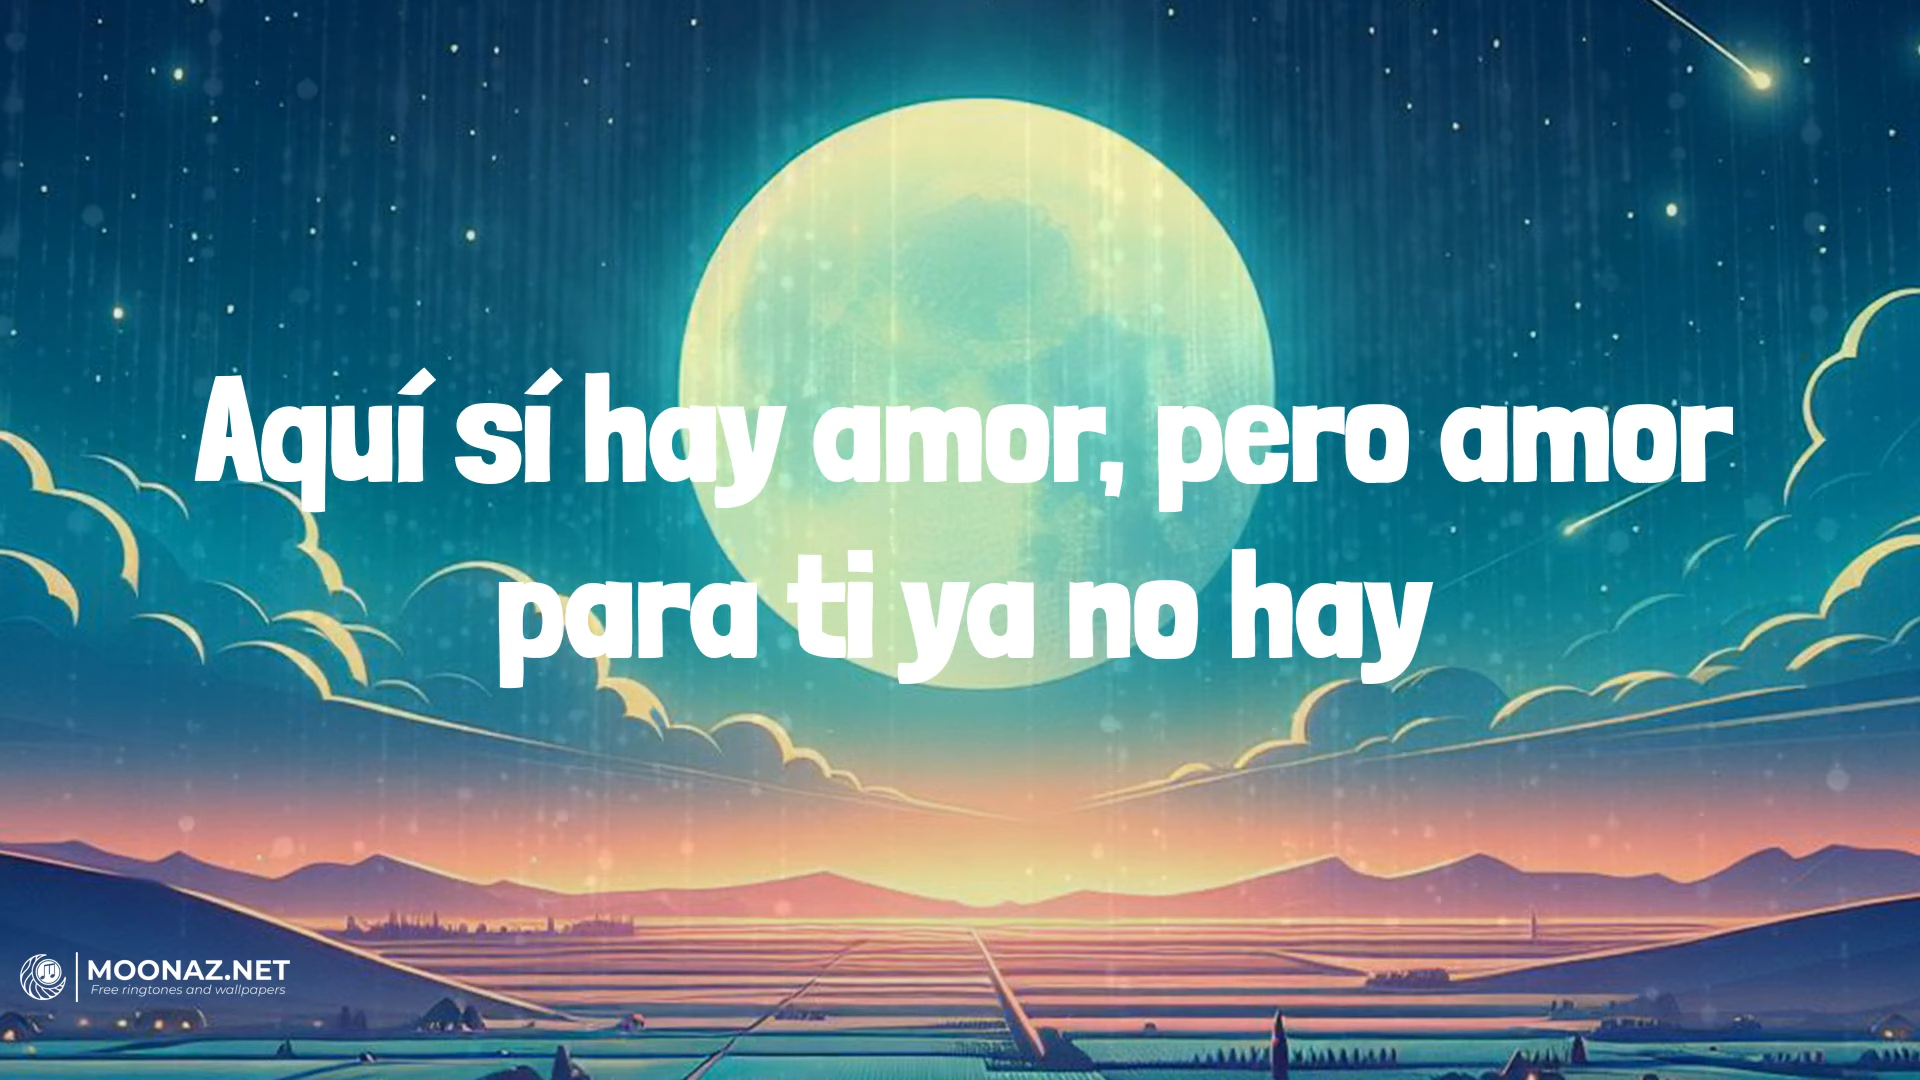 Aquí sí hay amor, pero amor
para ti ya no hay
MOONAZ.NET
Free ringtones and wallpapers